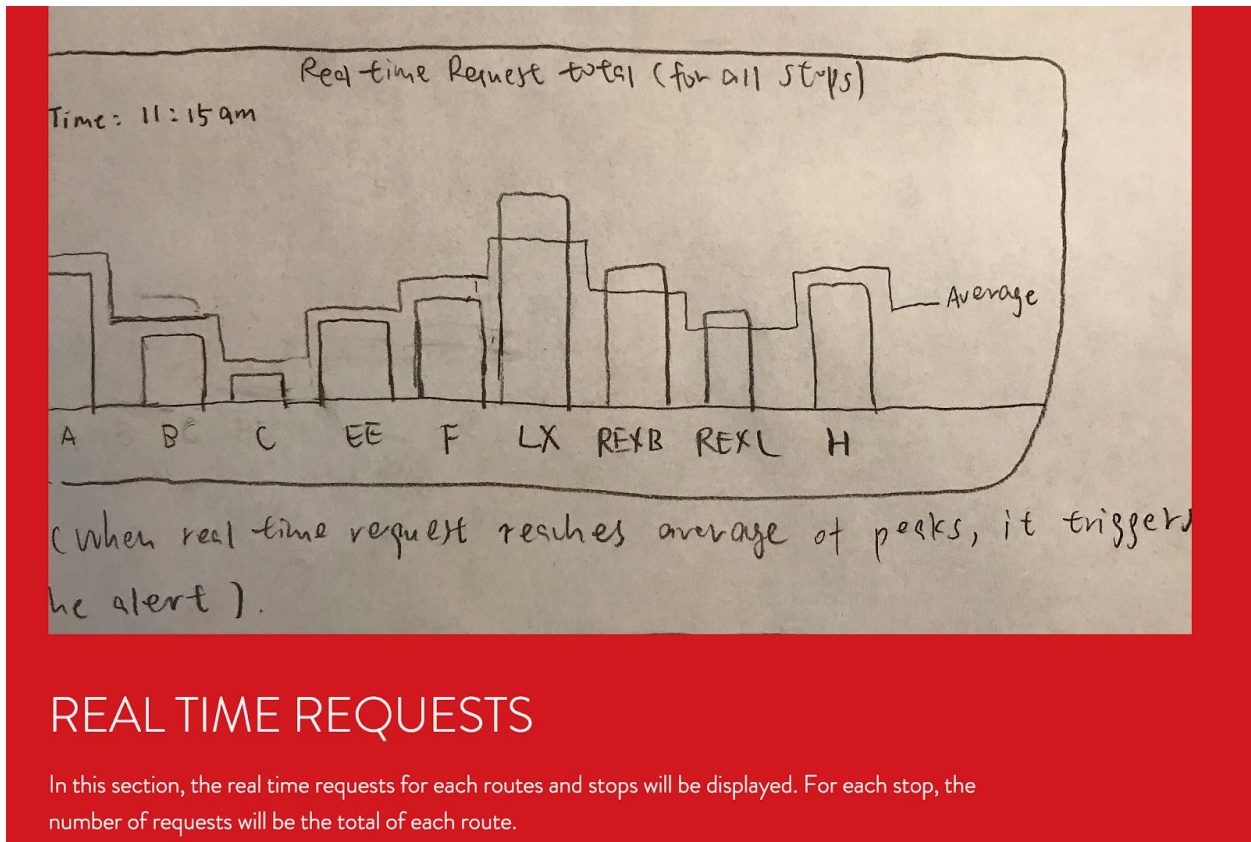 Real time Request total (for all stops)
Time: 11:15 am
Average
A B C EE F LX REXB REXL H
(when real time request reaches average of peaks, it triggers
he alert).
REAL TIME REQUESTS
In this section, the real time requests for each routes and stops will be displayed. For each stop, the
number of requests will be the total of each route.